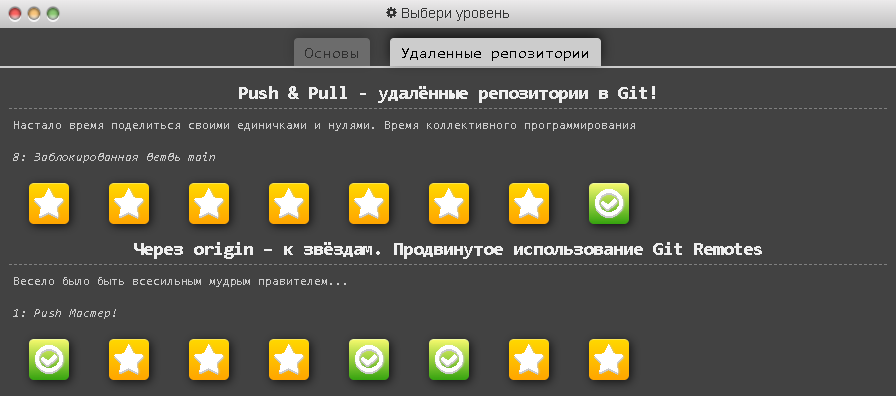 Выбери уровень
Основы
Удаленные репозитории
Push & Pull - удалённые репозитории в Git!
Настало время поделиться своими единичками и нулями. Время коллективного программирования
8: Заблокированная ветвь main
Через origin – к звёздам. Продвинутое использование Git Remotes
Весело было быть всесильным мудрым правителем...
1: Push Мастер!